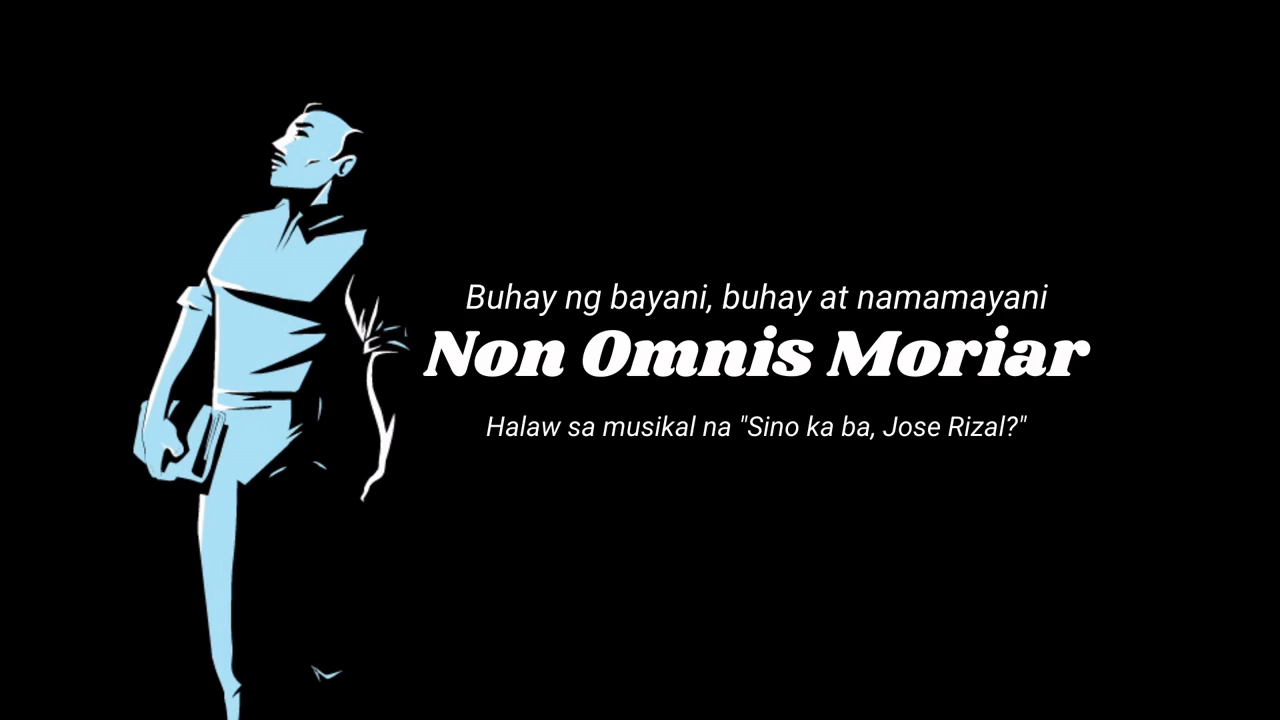 Buhay ng bayani, buhay at namamayani
Non Omnis Moriar
Halaw sa musikal na "Sino ka ba, Jose Rizal?"